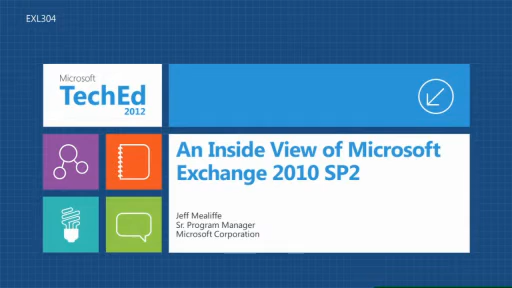 EXL304
Microsoft
TechEd
2012
An Inside View of Microsoft
Exchange 2010 SP2
Jeff Mealiffe
Sr. Program Manager
Microsoft Corporation